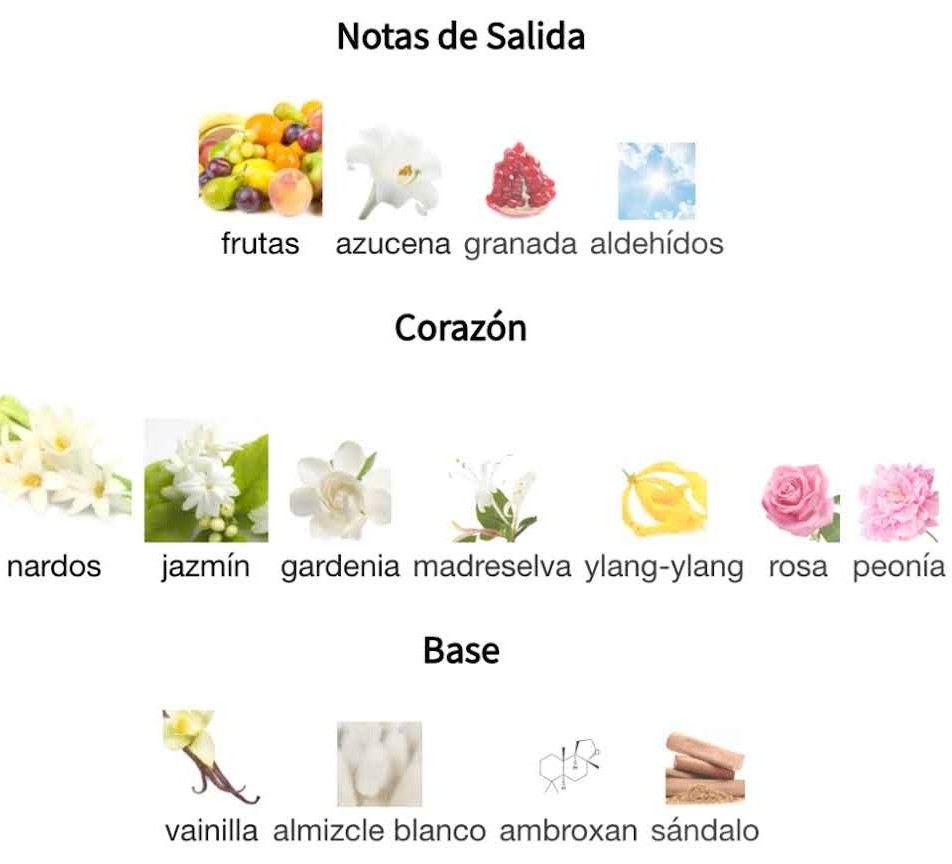 Notas de Salida
frutas azucena granada aldehídos
Corazón
nardos jazmín gardenia madreselva ylang-ylang rosa peonía
Base
vainilla almizcle blanco ambroxan sándalo